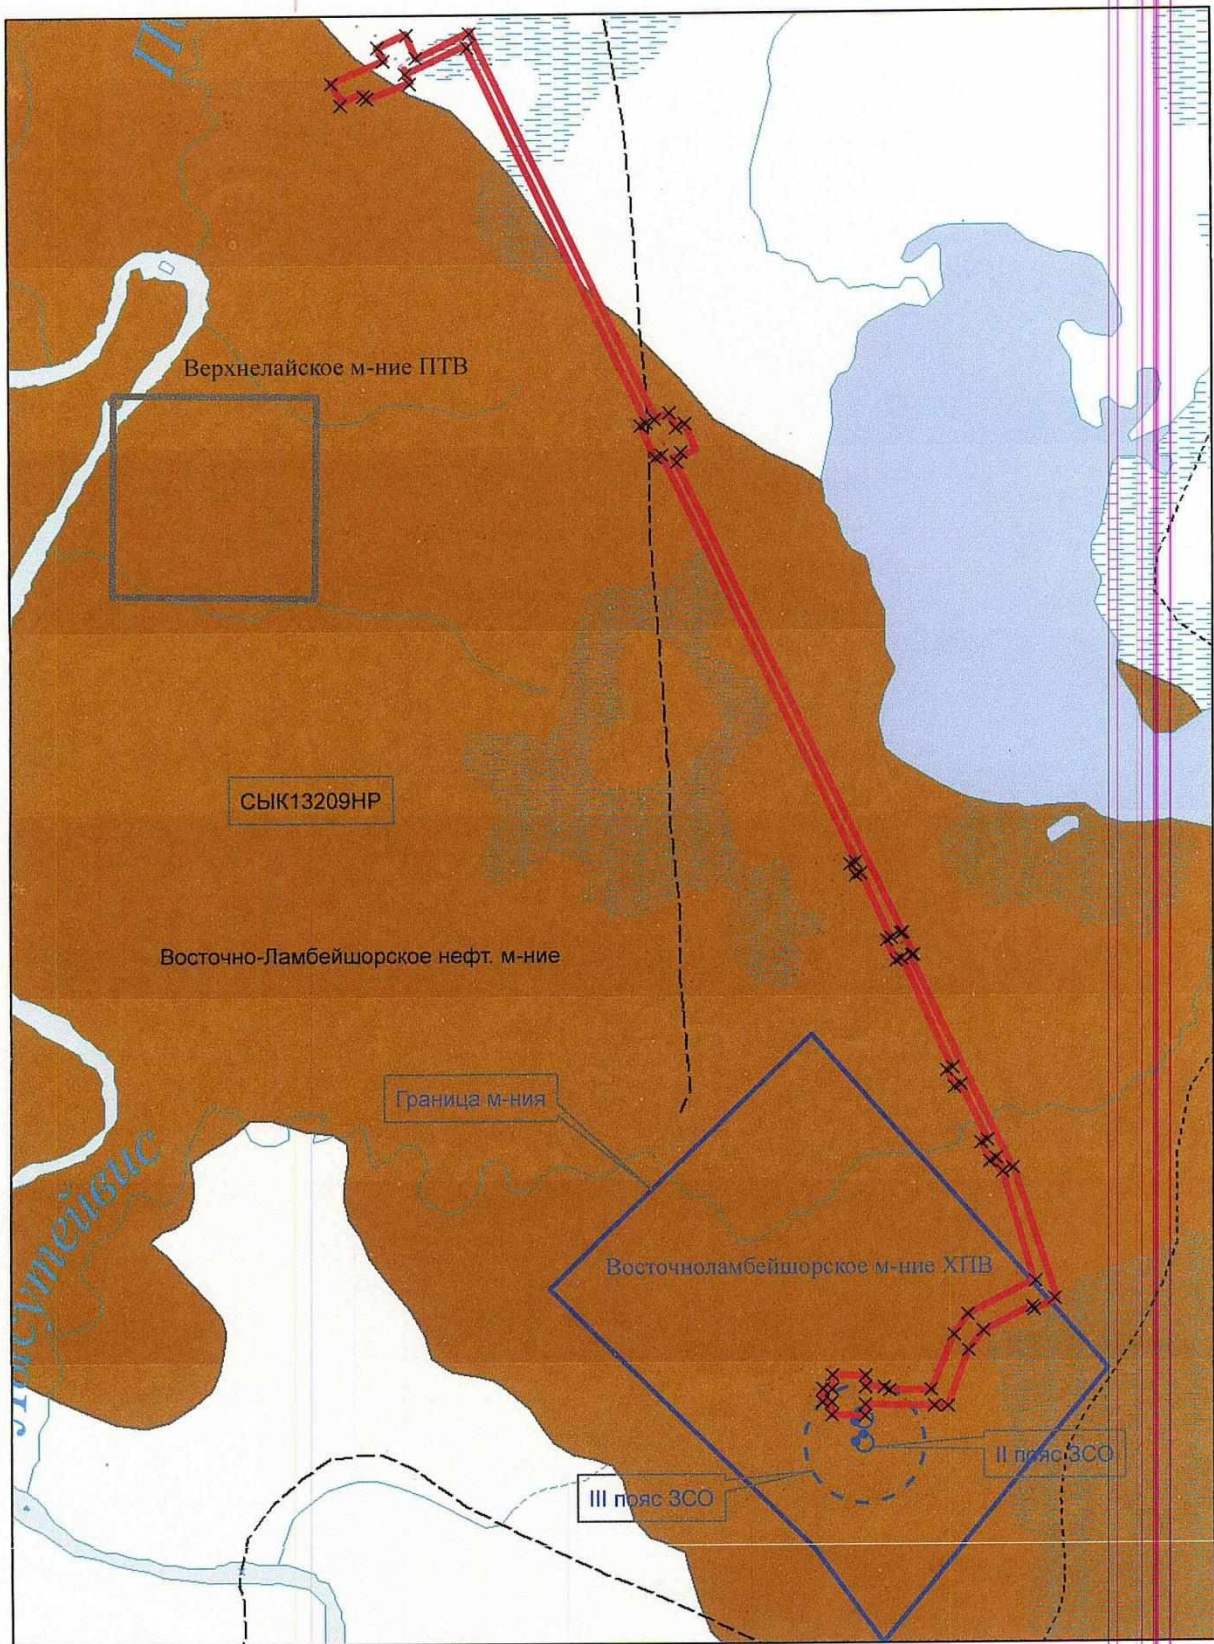 Верхнелайское м-ние ПТВ
СЫК13209НР
Восточно-Ламбейшорское нефт. м-ние
Граница м-ния
Восточноламбейшорское м-ние ХПВ
II пояс ЗСО
III пояс ЗСО